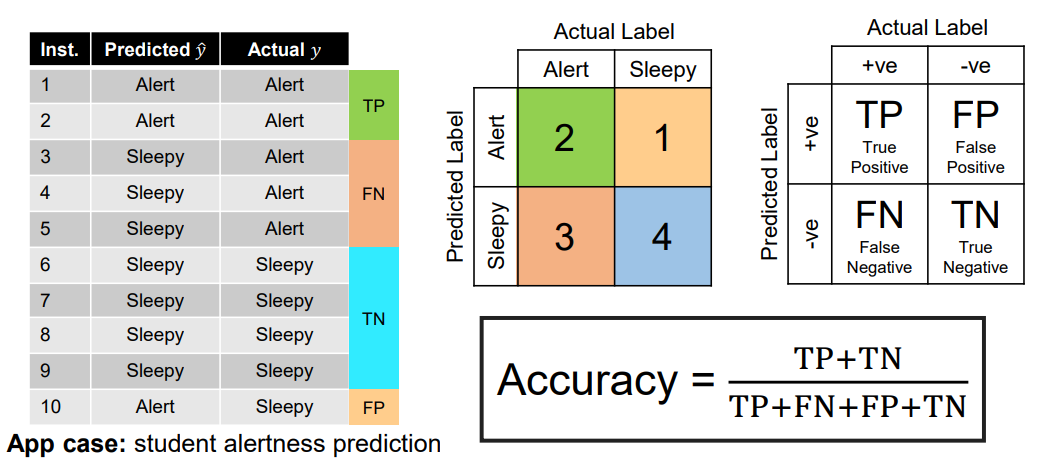 Inst. Predicted ŷ Actual y
1 Alert Alert
2 Alert Alert
TP
3 Sleepy Alert
4 Sleepy Alert
5 Sleepy Alert
FN
6 Sleepy Sleepy
7 Sleepy Sleepy
8 Sleepy Sleepy
9 Sleepy Sleepy
TN
10 Alert Sleepy FP
App case: student alertness prediction
Actual Label
Alert Sleepy
Predicted Label
Alert 2 1
Sleepy 3 4
Actual Label
+ve -ve
Predicted Label
+ve
TP FP
True False
Positive Positive
-ve
FN TN
False True
Negative Negative
Accuracy = TP+TN
TP+FN+FP+TN